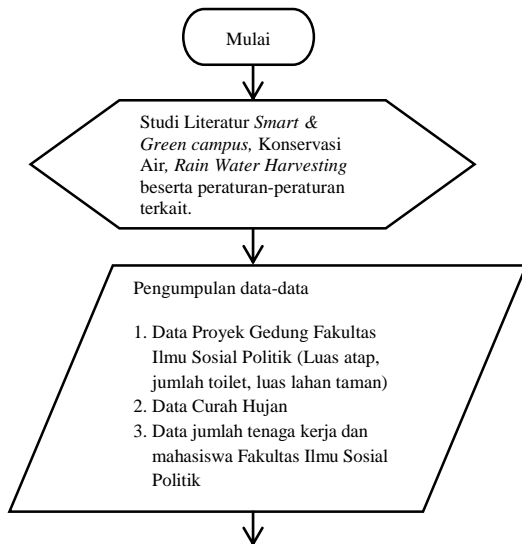 Mulai
Studi Literatur Smart &
Green campus, Konservasi
Air, Rain Water Harvesting
beserta peraturan-peraturan
terkait.
Pengumpulan data-data
1. Data Proyek Gedung Fakultas
Ilmu Sosial Politik (Luas atap,
jumlah toilet, luas lahan taman)
2. Data Curah Hujan
3. Data jumlah tenaga kerja dan
mahasiswa Fakultas Ilmu Sosial
Politik